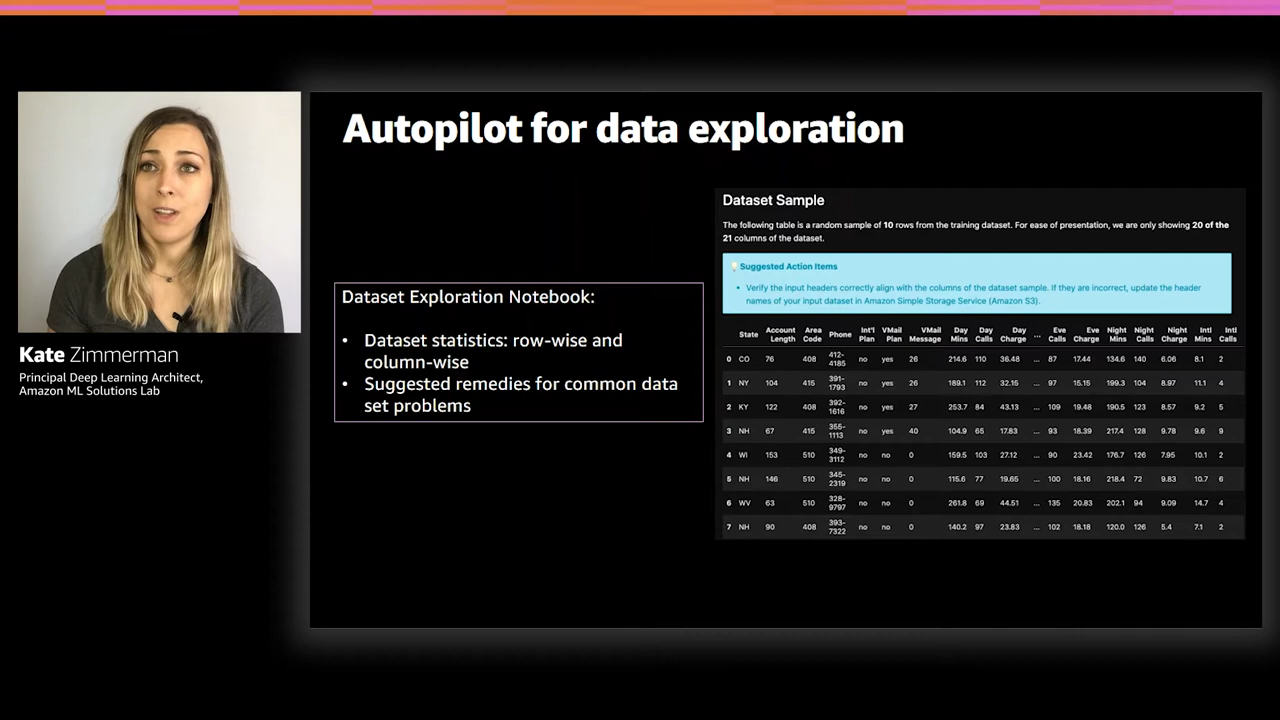 Autopilot for data exploration
Kate Zimmerman
Principal Deep Learning Architect,
Amazon ML Solutions Lab
Dataset Exploration Notebook:
• Dataset statistics: row-wise and
column-wise
• Suggested remedies for common data
set problems
Dataset Sample
The following table is a random sample of 10 rows from the training dataset. For ease of presentation, we are only showing 20 of the
21 columns of the dataset.
Suggested Action Items
• Verify the input headers correctly align with the columns of the dataset sample. If they are incorrect, update the header
names of your input dataset in Amazon Simple Storage Service (Amazon S3).
State Account Length Area Code Phone Int'l Plan VMail Plan VMail Message Day Mins Day Calls Day Charge ... Eve Calls Eve Charge Night Mins Night Calls Night Charge Intl Mins Intl Calls
0 CO 76 408 412-4185 no yes 26 214.6 110 36.48 ... 87 17.44 134.6 140 6.06 8.1 2
1 NY 104 415 391-1793 no yes 26 189.1 112 32.15 ... 97 15.15 199.3 104 8.97 11.1 4
2 KY 122 408 392-1616 no yes 27 253.7 84 43.13 ... 109 19.48 190.5 123 8.57 9.2 5
3 NH 67 415 355-1113 no yes 40 104.9 65 17.83 ... 93 18.39 217.4 128 9.78 9.6 9
4 WI 153 510 349-3112 no no 0 159.5 103 27.12 ... 90 23.42 176.7 126 7.95 10.1 2
5 NH 146 510 345-2319 no no 0 115.6 77 19.65 ... 100 18.16 218.4 72 9.83 10.7 6
6 WV 63 510 328-9797 no no 0 261.8 69 44.51 ... 135 20.83 202.1 94 9.09 14.7 4
7 NH 90 408 393-7322 no no 0 140.2 97 23.83 ... 102 18.18 120.0 126 5.4 7.1 2